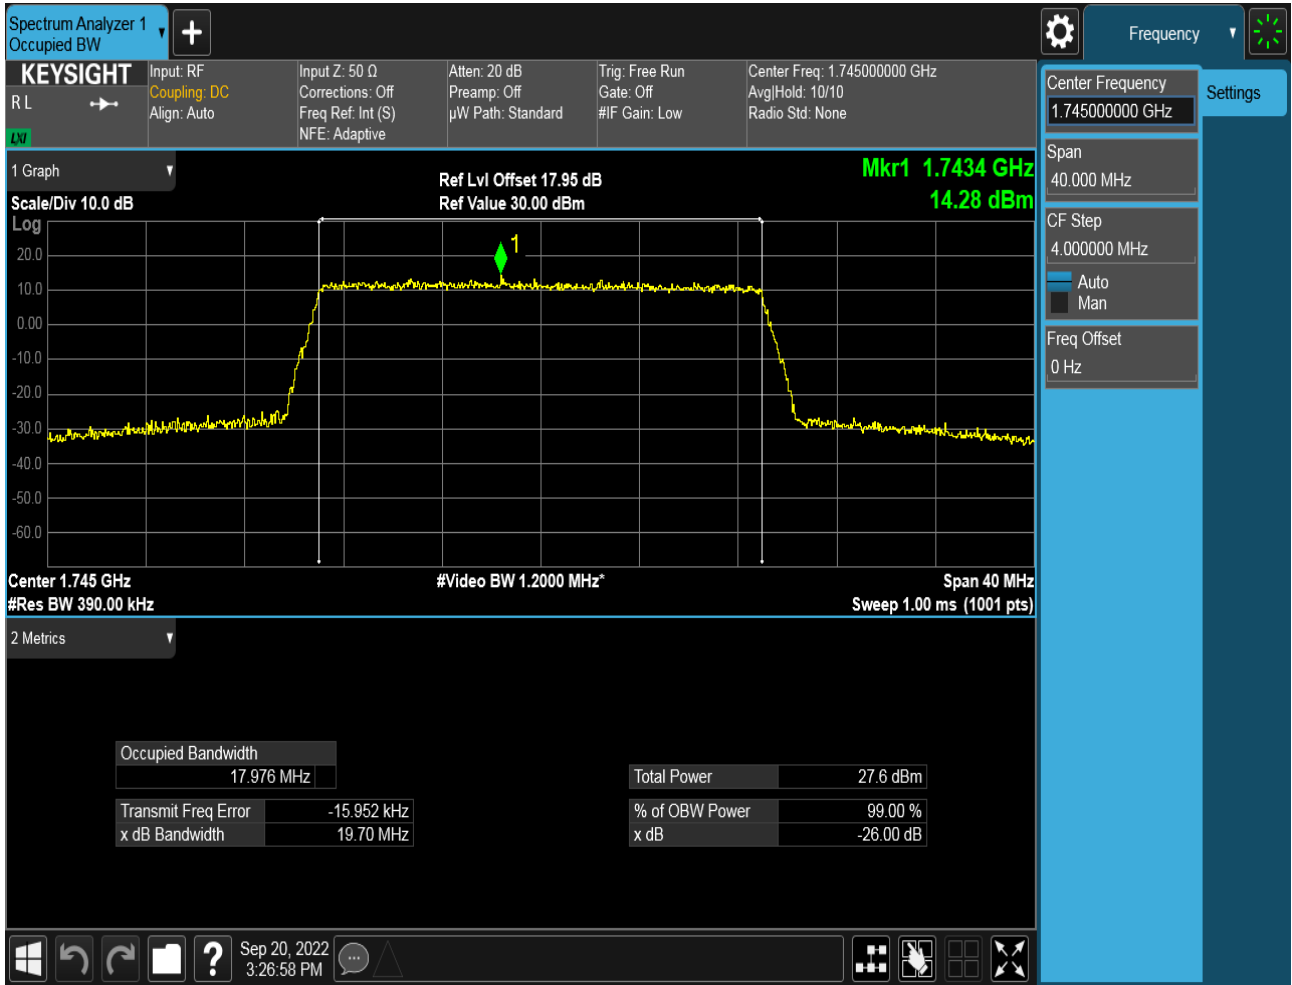 Spectrum Analyzer 1
Occupied BW
Frequency
KEYSIGHT
R L
LXI
Input: RF
Coupling: DC
Align: Auto
Input Z: 50 Ω
Corrections: Off
Freq Ref: Int (S)
NFE: Adaptive
Atten: 20 dB
Preamp: Off
µW Path: Standard
Trig: Free Run
Gate: Off
#IF Gain: Low
Center Freq: 1.745000000 GHz
Avg|Hold: 10/10
Radio Std: None
Center Frequency
1.745000000 GHz
Settings
Span
40.000 MHz
CF Step
4.000000 MHz
Auto
Man
Freq Offset
0 Hz
1 Graph
Scale/Div 10.0 dB
Log
Ref Lvl Offset 17.95 dB
Ref Value 30.00 dBm
Mkr1 1.7434 GHz
14.28 dBm
1
20.0
10.0
0.00
-10.0
-20.0
-30.0
-40.0
-50.0
-60.0
Center 1.745 GHz
#Res BW 390.00 kHz
#Video BW 1.2000 MHz*
Span 40 MHz
Sweep 1.00 ms (1001 pts)
2 Metrics
Occupied Bandwidth
17.976 MHz
Transmit Freq Error -15.952 kHz
x dB Bandwidth 19.70 MHz
Total Power 27.6 dBm
% of OBW Power 99.00 %
x dB -26.00 dB
?
Sep 20, 2022
3:26:58 PM